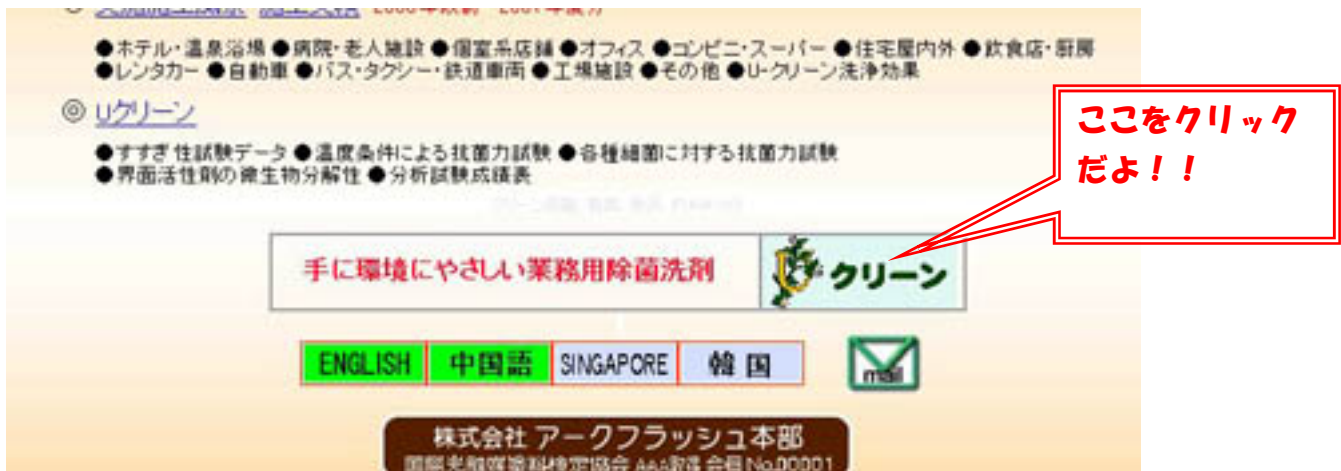 ●ホテル・温泉浴場 ●病院・老人施設 ●個室系店舗 ●オフィス ●コンビニ・スーパー ●住宅屋内外 ●飲食店・厨房
●レンタカー ●自動車 ●バス・タクシー・鉄道車両 ●工場施設 ●その他 ●U-クリーン洗浄効果
◎ Uクリーン
●すすぎ性試験データ ●温度条件による抗菌力試験 ●各種細菌に対する抗菌力試験
●界面活性剤の微生物分解性 ●分析試験成績表
ここをクリック
だよ！！
手に環境にやさしい業務用除菌洗剤
Uクリーン
ENGLISH 中国語 SINGAPORE 韓国 mail
株式会社 アークフラッシュ本部